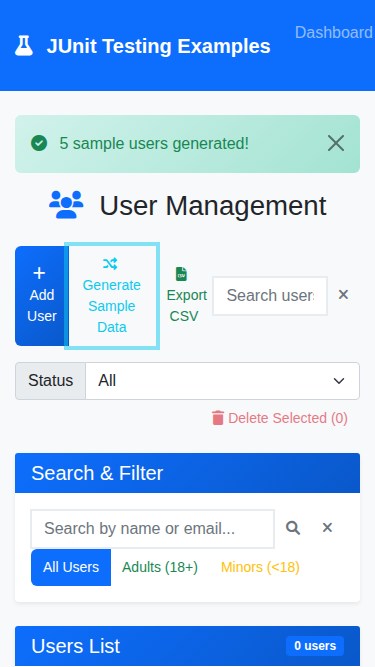 JUnit Testing Examples
Dashboard
5 sample users generated!
User Management
Add
User
Generate
Sample
Data
Export
CSV
Search user
Status
All
Delete Selected (0)
Search & Filter
Search by name or email...
All Users
Adults (18+)
Minors (<18)
Users List
0 users